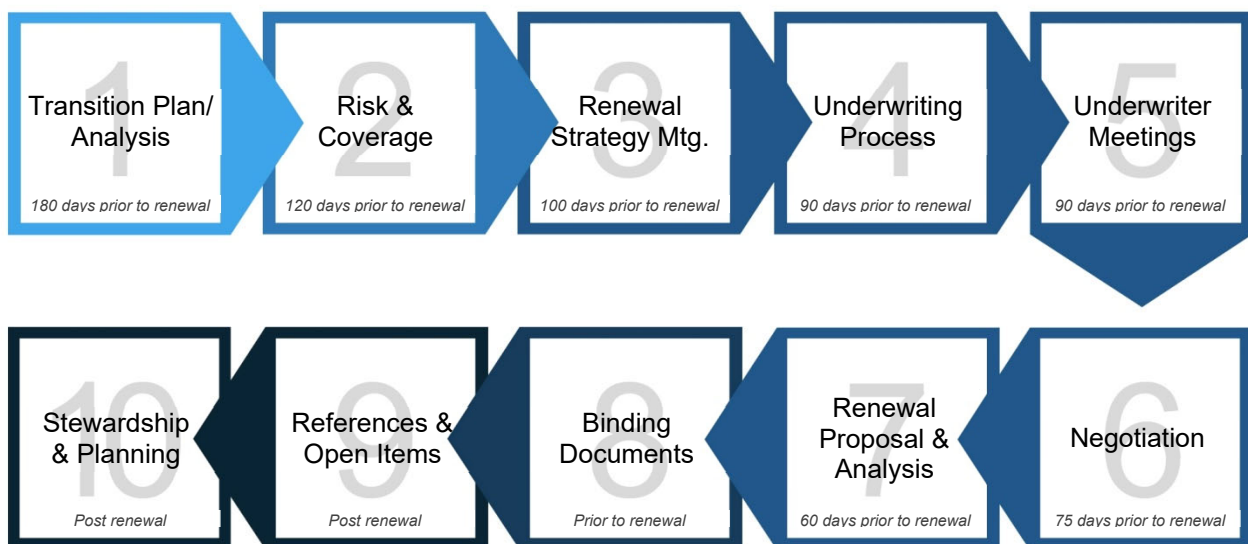 1
Transition Plan/
Analysis
180 days prior to renewal
2
Risk &
Coverage
120 days prior to renewal
3
Renewal
Strategy Mtg.
100 days prior to renewal
4
Underwriting
Process
90 days prior to renewal
5
Underwriter
Meetings
90 days prior to renewal
6
Negotiation
75 days prior to renewal
7
Renewal
Proposal &
Analysis
60 days prior to renewal
8
Binding
Documents
Prior to renewal
9
References &
Open Items
Post renewal
10
Stewardship
& Planning
Post renewal